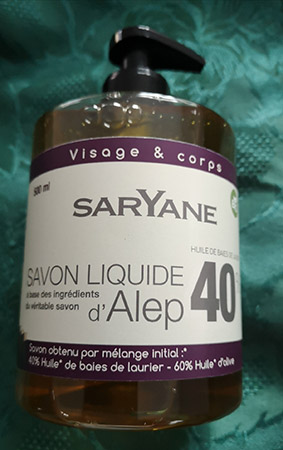 Visage & corps
500 ml
SARYANE
HUILE DE BAIES DE
SAVON LIQUIDE
à base des ingrédients
du véritable savon
d'Alep
40
Savon obtenu par mélange initial :*
40% Huile* de baies de laurier - 60% Huile* d'olive